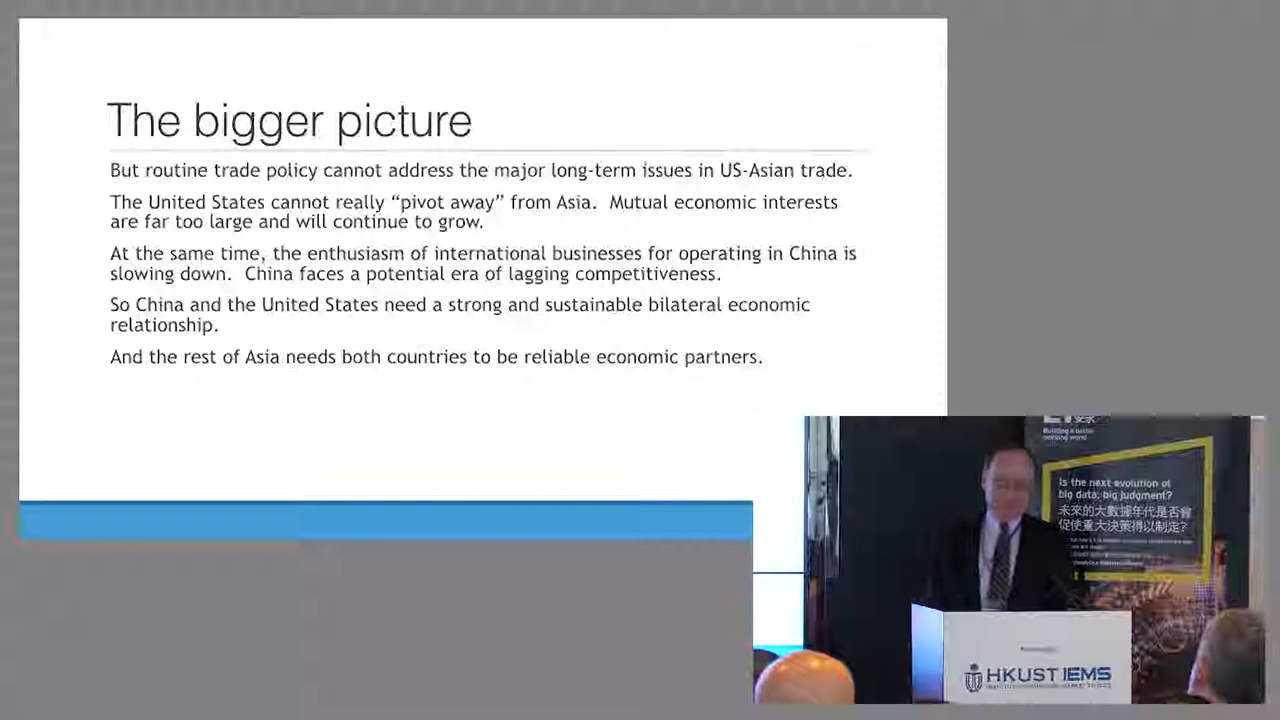 The bigger picture
But routine trade policy cannot address the major long-term issues in US-Asian trade.
The United States cannot really “pivot away” from Asia.  Mutual economic interests
are far too large and will continue to grow.
At the same time, the enthusiasm of international businesses for operating in China is
slowing down.  China faces a potential era of lagging competitiveness.
So China and the United States need a strong and sustainable bilateral economic
relationship.
And the rest of Asia needs both countries to be reliable economic partners.
Building a better
working world
Is the next evolution of
big data; big judgment?
未來的大數據年代是否會
促使重大決策得以制定?
HKUST IEMS